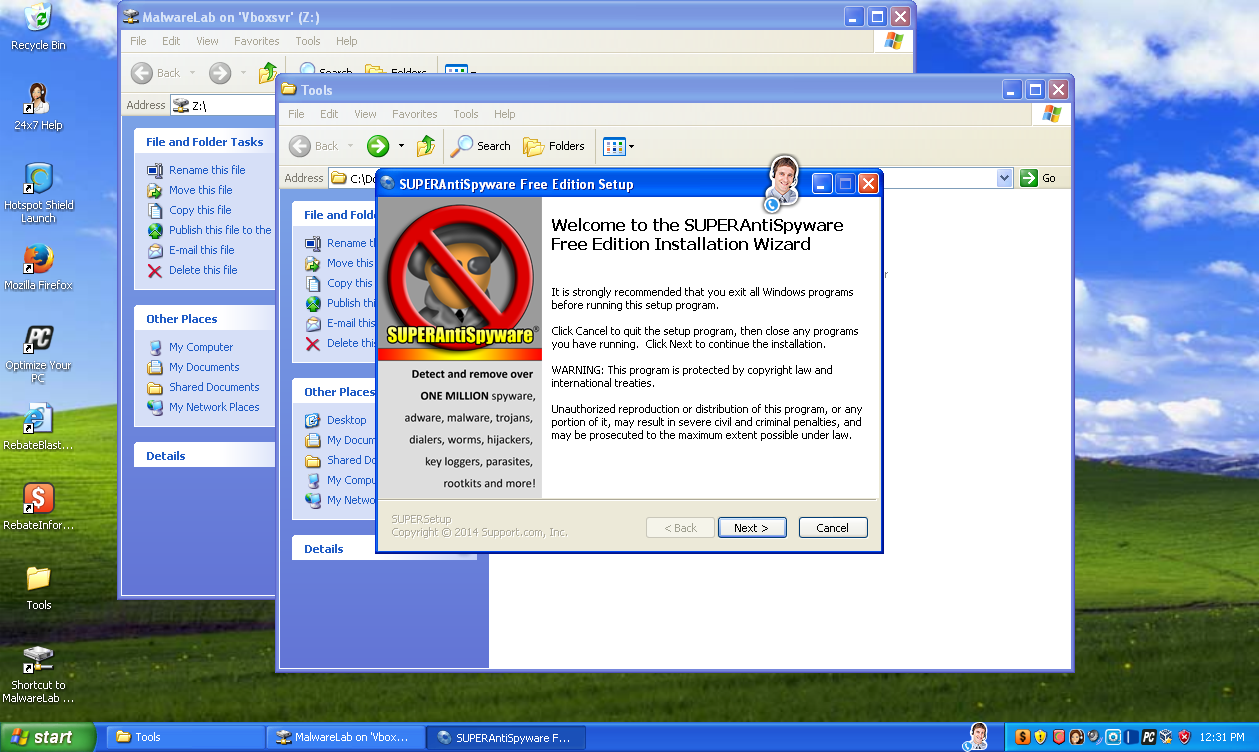 Recycle Bin
24x7 Help
Hotspot Shield
Launch
Mozilla Firefox
PC
Optimize Your
PC
RebateBlast...
RebateInfor...
Tools
Shortcut to
MalwareLab ...
MalwareLab on 'Vboxsvr' (Z:)
File Edit View Favorites Tools Help
Back Search Folders
Address Z:\
File and Folder Tasks
Rename this file
Move this file
Copy this file
Publish this file to the
E-mail this file
Delete this file
Other Places
My Computer
My Documents
Shared Documents
My Network Places
Details
Tools
File Edit View Favorites Tools Help
Back Search Folders
Address C:\Do Go
File and Folde
Rename t
Move this
Copy this
Publish thi
E-mail this
Delete thi
Other Places
Desktop
My Docum
Shared Do
My Compu
My Netwo
Details
SUPERAntiSpyware Free Edition Setup
SUPERAntiSpyware®
Detect and remove over
ONE MILLION spyware,
adware, malware, trojans,
dialers, worms, hijackers,
key loggers, parasites,
rootkits and more!
Welcome to the SUPERAntiSpyware
Free Edition Installation Wizard
It is strongly recommended that you exit all Windows programs
before running this setup program.
Click Cancel to quit the setup program, then close any programs
you have running. Click Next to continue the installation.
WARNING: This program is protected by copyright law and
international treaties.
Unauthorized reproduction or distribution of this program, or any
portion of it, may result in severe civil and criminal penalties, and
may be prosecuted to the maximum extent possible under law.
SUPERSetup
Copyright © 2014 Support.com, Inc.
< Back Next > Cancel
r
start Tools MalwareLab on 'Vbox... SUPERAntiSpyware F... PC 12:31 PM